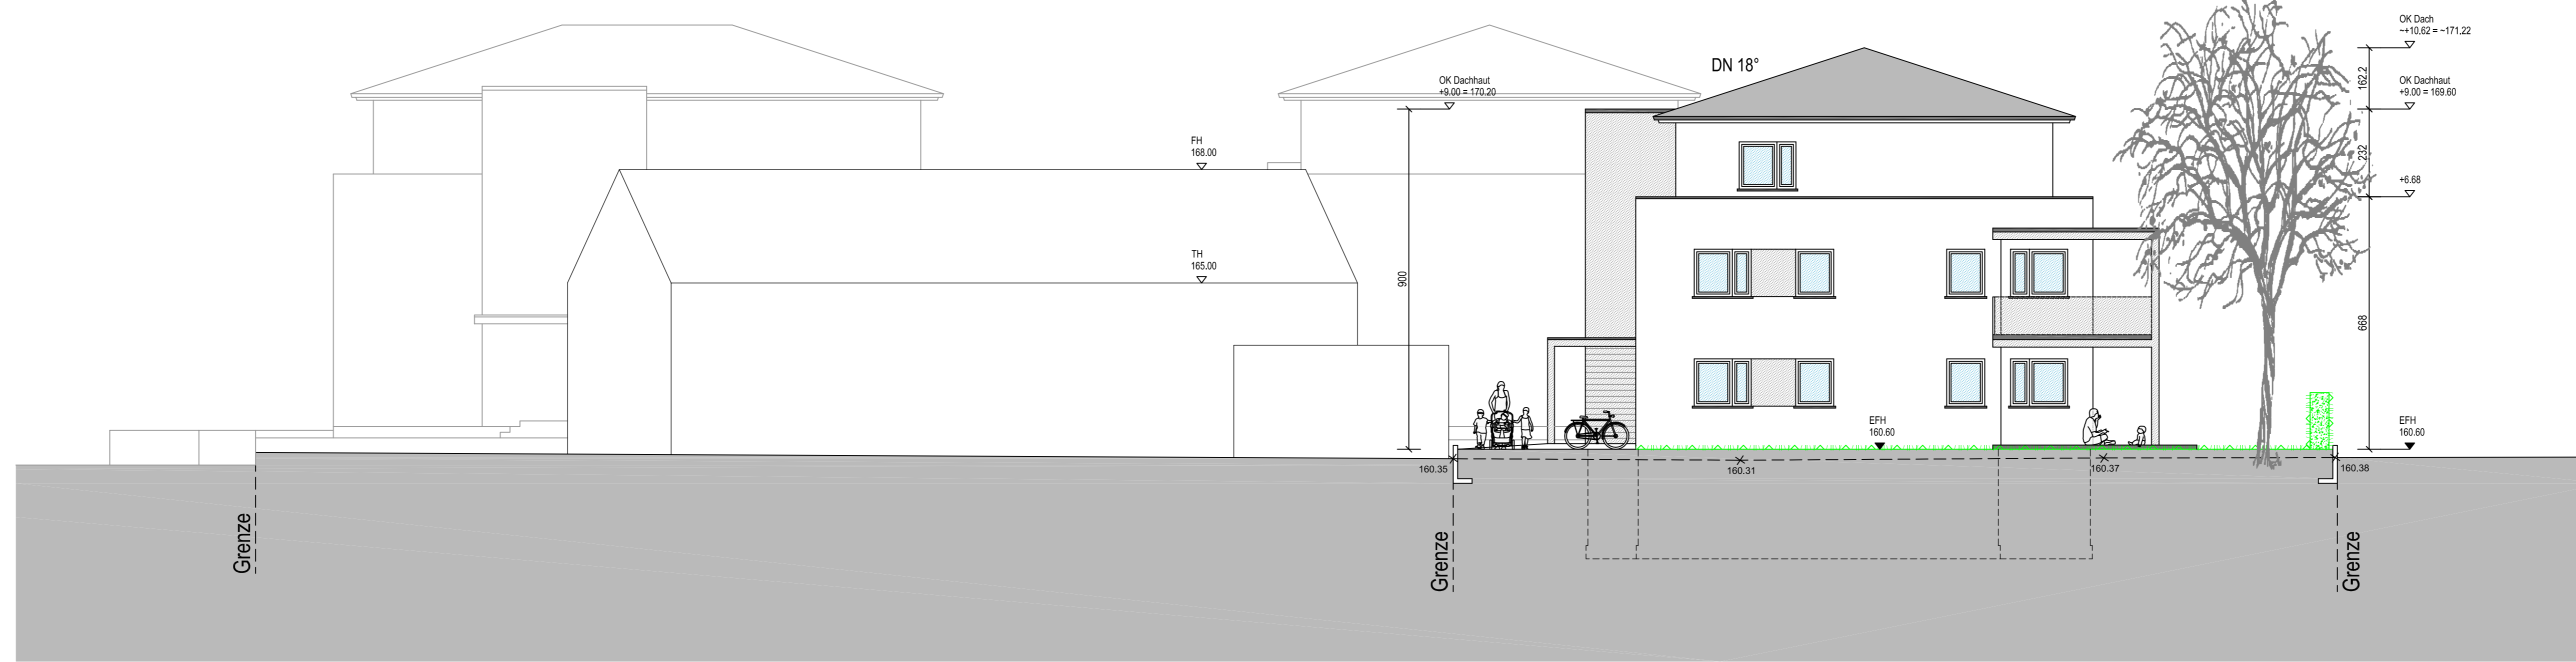 OK Dach
~+10.62 = ~171.22
162.2
DN 18°
OK Dachhaut
+9.00 = 170.20
OK Dachhaut
+9.00 = 169.60
FH
168.00
232
+6.68
TH
165.00
900
668
EFH
160.60
EFH
160.60
160.35
160.31
160.37
160.38
Grenze
Grenze
Grenze